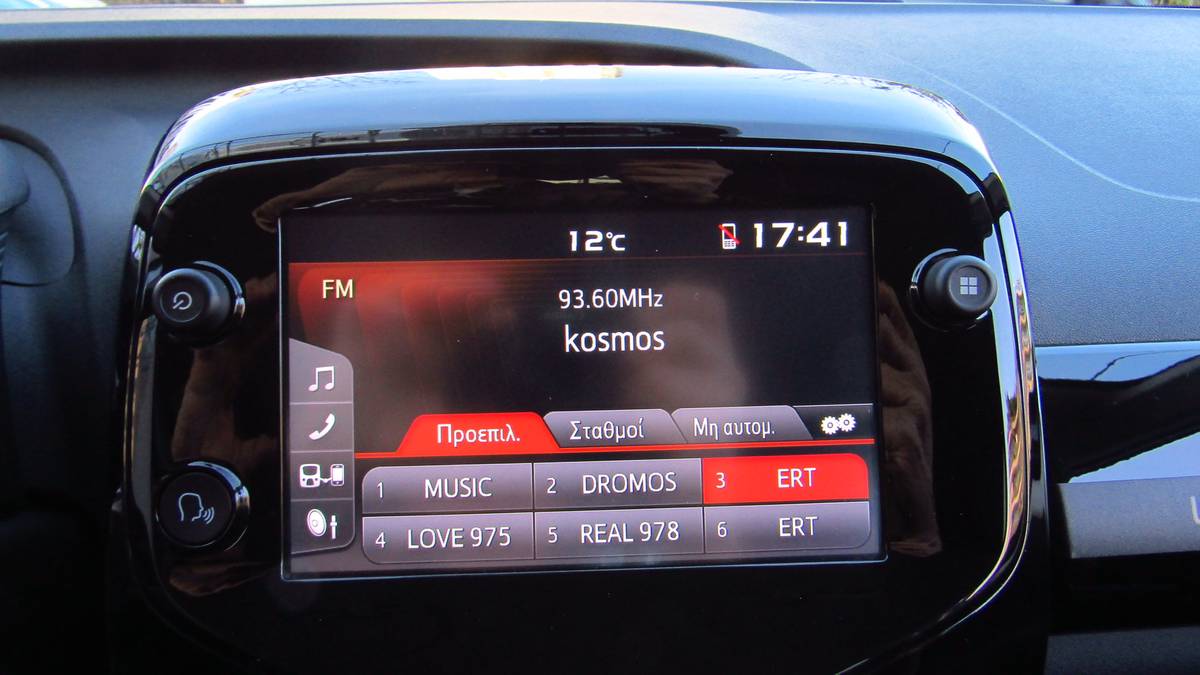 12°C 17:41
FM
93.60MHz
kosmos
Προεπιλ. Σταθμοί Μη αυτομ.
1 MUSIC 2 DROMOS 3 ERT
4 LOVE 975 5 REAL 978 6 ERT